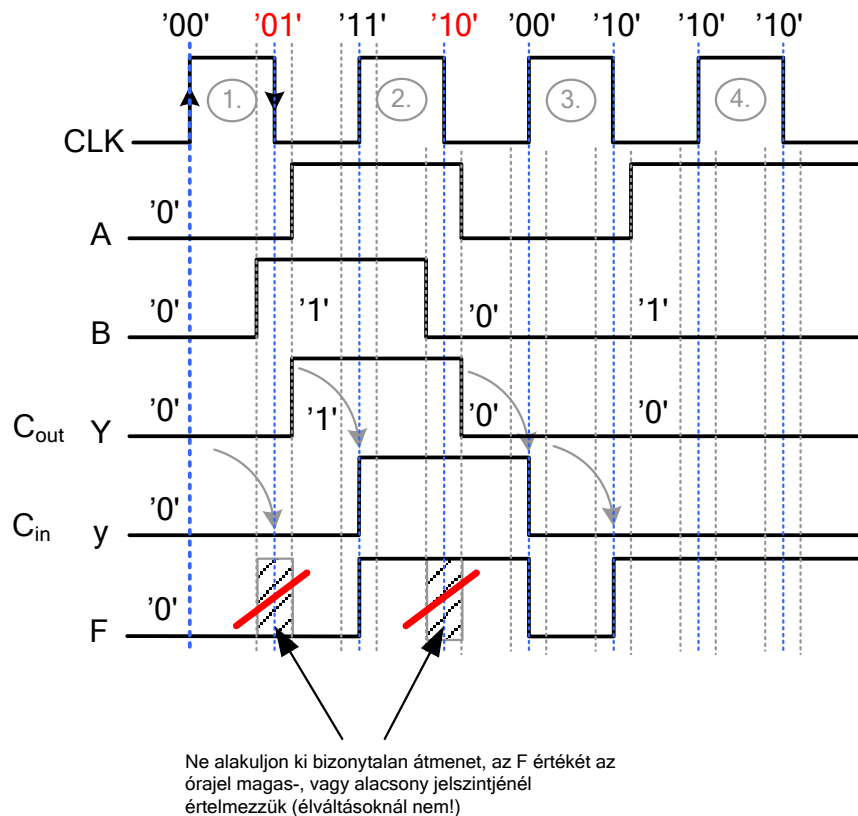 '00' '01' '11' '10' '00' '10' '10' '10'
1. 2. 3. 4.
CLK
'0'
A
'0' '1' '0' '1'
B
'0' '1' '0' '0'
Cout Y
'0'
Cin y
'0'
F
Ne alakuljon ki bizonytalan átmenet, az F értékét az
órajel magas-, vagy alacsony jelszintjénél
értelmezzük (élváltásoknál nem!)